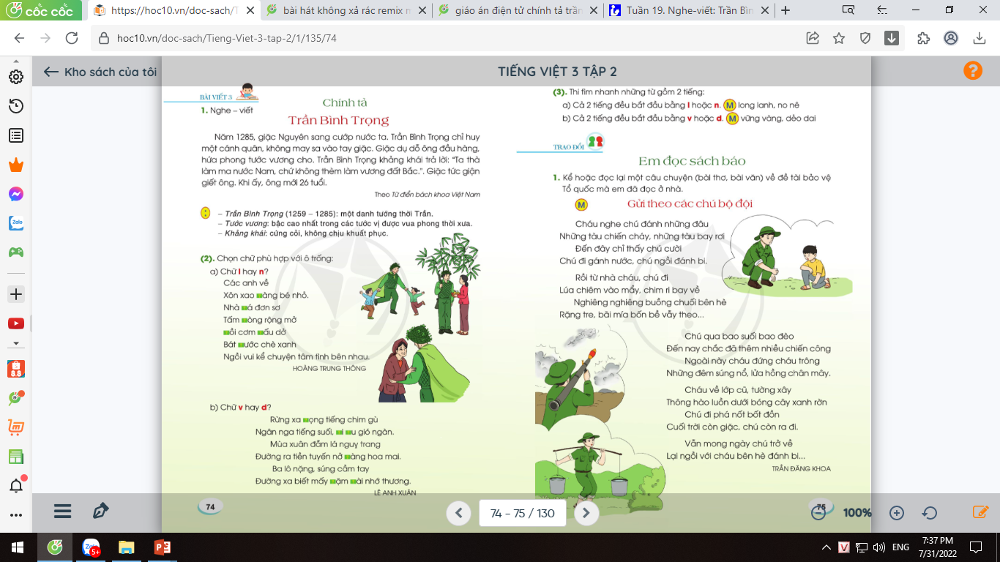 cốc cốc
https://hoc10.vn/doc-sach/T
bài hát không xả rác remix m
giáo án điện tử chính tả trần
Tuần 19. Nghe-viết: Trần Bìn
hoc10.vn/doc-sach/Tieng-Viet-3-tap-2/1/135/74
Kho sách của tôi
TIẾNG VIỆT 3 TẬP 2
BÀI VIẾT 3
Chính tả
1. Nghe – viết
Trần Bình Trọng
Năm 1285, giặc Nguyên sang cướp nước ta. Trần Bình Trọng chỉ huy
một cánh quân, không may sa vào tay giặc. Giặc dụ dỗ ông đầu hàng,
hứa phong tước vương cho. Trần Bình Trọng khảng khái trả lời: “Ta thà
làm ma nước Nam, chứ không thèm làm vương đất Bắc.”. Giặc tức giận
giết ông. Khi ấy, ông mới 26 tuổi.
Theo Từ điển bách khoa Việt Nam
– Trần Bình Trọng (1259 – 1285): một danh tướng thời Trần.
– Tước vương: bậc cao nhất trong các tước vị được vua phong thời xưa.
– Khảng khái: cứng cỏi, không chịu khuất phục.
(2). Chọn chữ phù hợp với ô trống:
a) Chữ l hay n?
Các anh về
Xôn xao àng bé nhỏ.
Nhà á đơn sơ
Tấm òng rộng mở
ồi cơm ấu dở
Bát ước chè xanh
Ngồi vui kể chuyện tâm tình bên nhau.
HOÀNG TRUNG THÔNG
b) Chữ v hay d?
Rừng xa ọng tiếng chim gù
Ngân nga tiếng suối, i u gió ngàn.
Mùa xuân đẫm lá ngụy trang
Đường ra tiền tuyến nở àng hoa mai.
Ba lô nặng, súng cầm tay
Đường xa biết mấy ặm ài nhớ thương.
LÊ ANH XUÂN
74
(3). Thi tìm nhanh những từ gồm 2 tiếng:
a) Cả 2 tiếng đều bắt đầu bằng l hoặc n. M long lanh, no nê
b) Cả 2 tiếng đều bắt đầu bằng v hoặc d. M vững vàng, dẻo dai
TRAO ĐỔI
Em đọc sách báo
1. Kể hoặc đọc lại một câu chuyện (bài thơ, bài văn) về đề tài bảo vệ
Tổ quốc mà em đã đọc ở nhà.
M Gửi theo các chú bộ đội
Cháu nghe chú đánh những đâu
Những tàu chiến cháy, những tàu bay rơi
Đến đây chỉ thấy chú cười
Chú đi gánh nước, chú ngồi đánh bi.
Rồi từ nhà cháu, chú đi
Lúa chiêm vào mẩy, chim ri bay về
Nghiêng nghiêng buồng chuối bên hè
Rặng tre, bãi mía bốn bề vẫy theo...
Chú qua bao suối bao đèo
Đến nay chắc đã thêm nhiều chiến công
Ngoài này cháu đứng cháu trông
Những đêm súng nổ, lửa hồng chân mây.
Cháu về lớp cũ, tường xây
Thông hào luồn dưới bóng cây xanh rờn
Chú đi phá nốt bốt đồn
Cuối trời còn giặc, chú còn ra đi.
Vẫn mong ngày chú trở về
Lại ngồi với cháu bên hè đánh bi...
TRẦN ĐĂNG KHOA
75
74 - 75 / 130
100%
Zalo
8.8
Zalo
5+
ENG
7:37 PM
7/31/2022